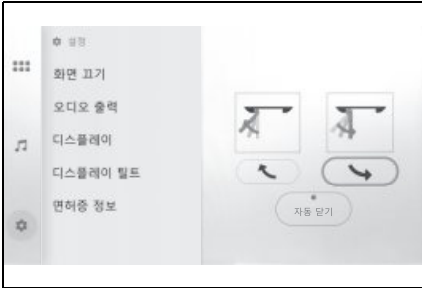 설정
화면 끄기
오디오 출력
디스플레이
디스플레이 틸트
면허증 정보
자동 닫기